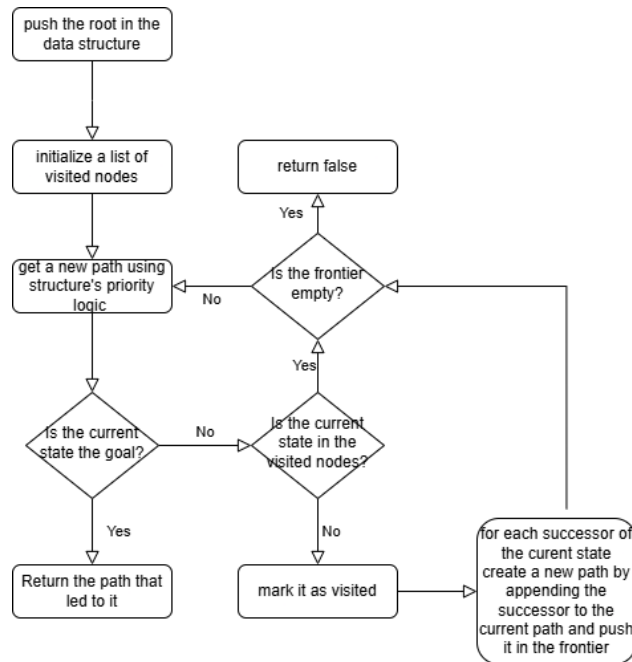 push the root in the
data structure
initialize a list of
visited nodes
return false
Yes
get a new path using
structure's priority
logic
No
Is the frontier
empty?
Yes
Is the current
state the goal?
No
Is the current
state in the
visited nodes?
Yes
No
Return the path that
led to it
mark it as visited
for each successor of
the curent state
create a new path by
appending the
successor to the
current path and push
it in the frontier